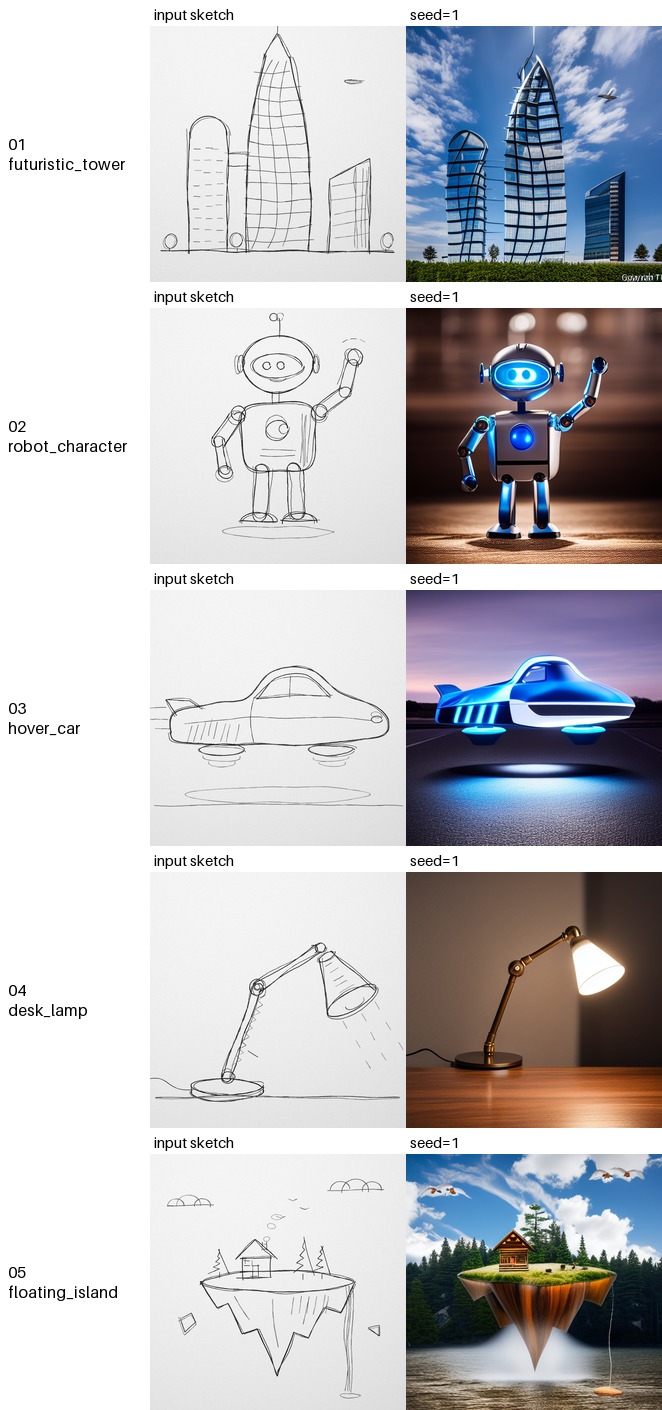 input sketch
seed=1
01
futuristic_tower
input sketch
seed=1
02
robot_character
input sketch
seed=1
03
hover_car
input sketch
seed=1
04
desk_lamp
input sketch
seed=1
05
floating_island